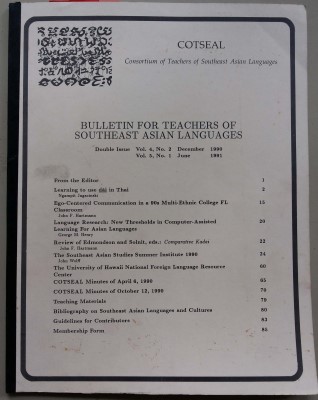 COTSEAL
Consortium of Teachers of Southeast Asian Languages
BULLETIN FOR TEACHERS OF
SOUTHEAST ASIAN LANGUAGES
Double Issue Vol. 4, No. 2 December 1990
Vol. 5, No. 1 June 1991
From the Editor 1
Learning to use in Thai 2
Ego-Centered Communication in a 90s Multi-Ethnic College FL 15
Classroom
John F. Hartmann
Language Research: New Thresholds in Computer-Assisted 20
Learning For Asian Languages
George M. Henry
Review of Edmondson and Solnit, eds.: Comparative Kadai 22
John F. Hartmann
The Southeast Asian Studies Summer Institute 1990 24
John Wolff
The University of Hawaii National Foreign Language Resource 60
Center
COTSEAL Minutes of April 6, 1990 65
COTSEAL Minutes of October 12, 1990 70
Teaching Materials 78
Bibliography on Southeast Asian Languages and Cultures 80
Guidelines for Contributors 83
Membership Form 85